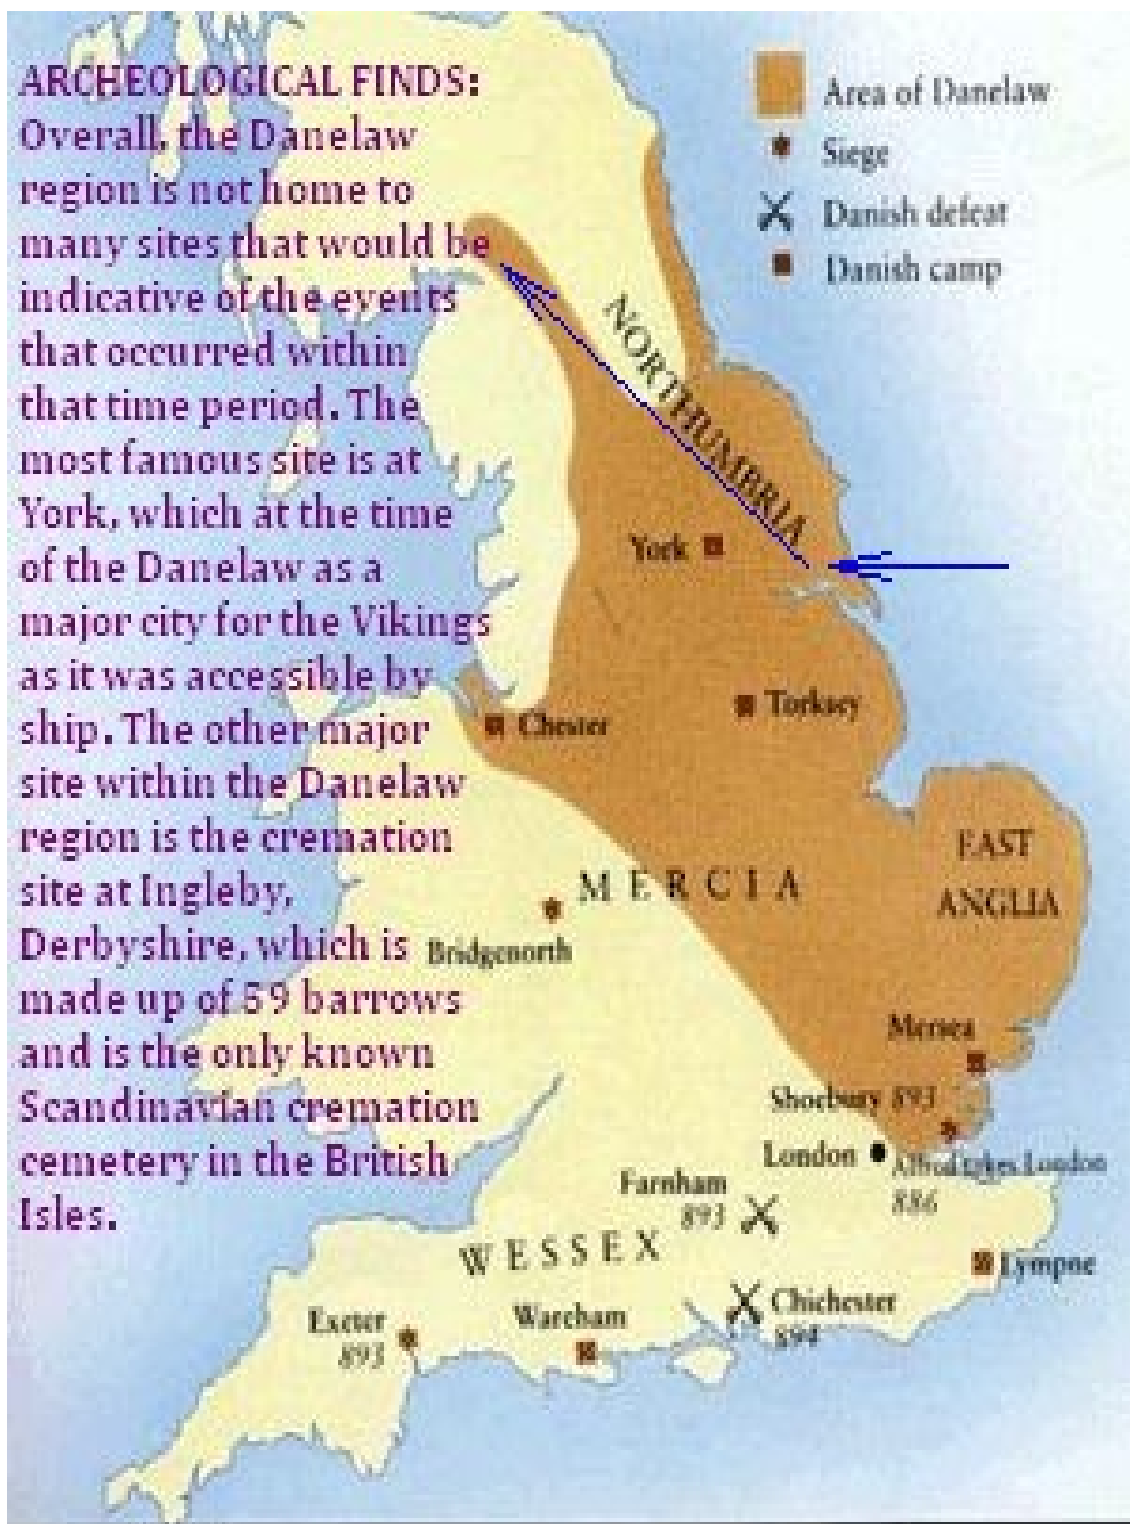 ARCHEOLOGICAL FINDS:
Overall, the Danelaw
region is not home to
many sites that would be
indicative of the events
that occurred within
that time period. The
most famous site is at
York, which at the time
of the Danelaw as a
major city for the Vikings
as it was accessible by
ship. The other major
site within the Danelaw
region is the cremation
site at Ingleby,
Derbyshire, which is
made up of 59 barrows
and is the only known
Scandinavian cremation
cemetery in the British
Isles.
Area of Danelaw
Siege
Danish defeat
Danish camp
NORTHUMBRIA
York
Torksey
Chester
EAST
ANGLIA
MERCIA
Bridgenorth
Mersea
Shoebury 893
London
Alfred takes London
886
Farnham
893
WESSEX
Lympne
Chichester
894
Exeter
893
Wareham